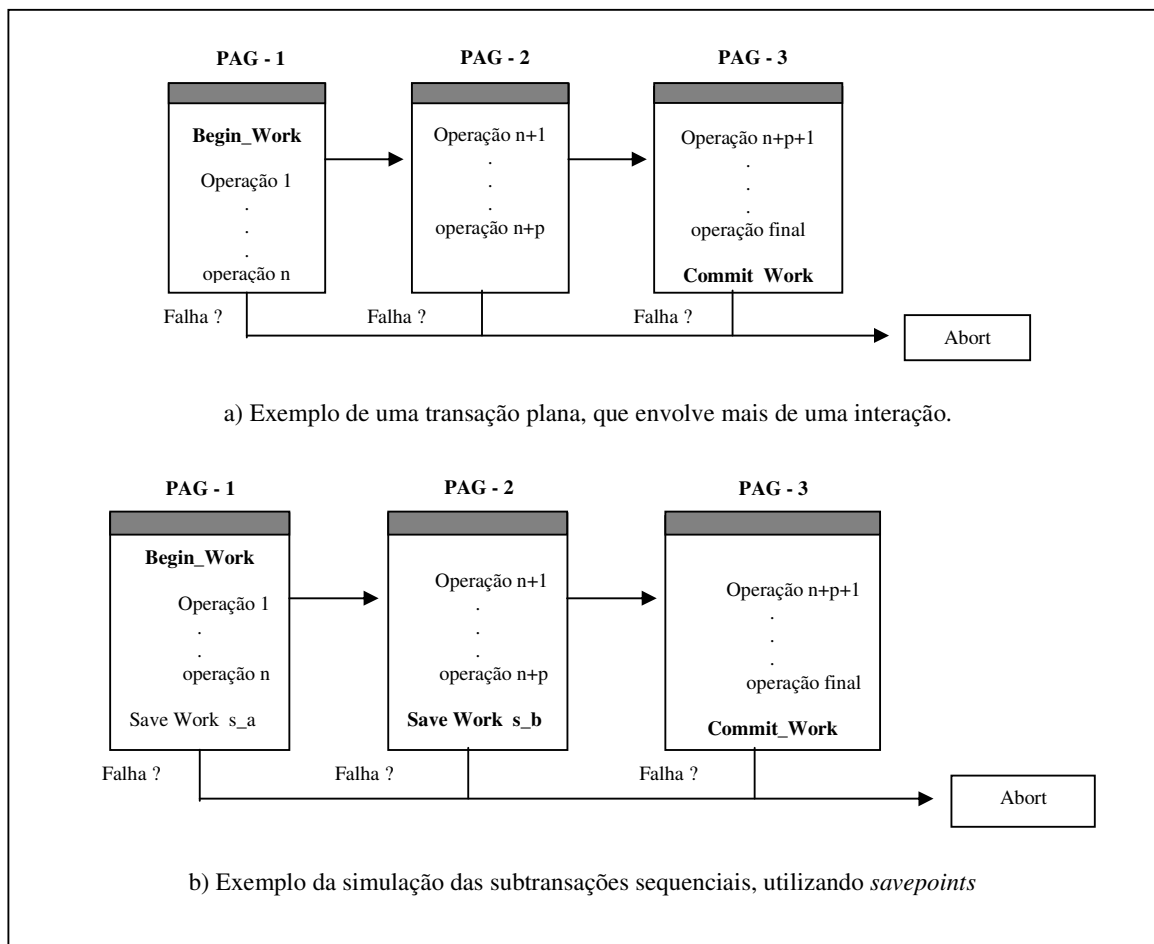 PAG - 1 PAG - 2 PAG - 3
Begin_Work
Operação 1
.
.
.
operação n
Operação n+1
.
.
.
operação n+p
Operação n+p+1
.
.
.
operação final
Commit Work
Falha ? Falha ? Falha ?
Abort
a) Exemplo de uma transação plana, que envolve mais de uma interação.
PAG - 1 PAG - 2 PAG - 3
Begin_Work
Operação 1
.
.
operação n
Save Work s_a
Operação n+1
.
.
.
operação n+p
Save Work s_b
Operação n+p+1
.
.
.
operação final
Commit_Work
Falha ? Falha ? Falha ?
Abort
b) Exemplo da simulação das subtransações sequenciais, utilizando savepoints